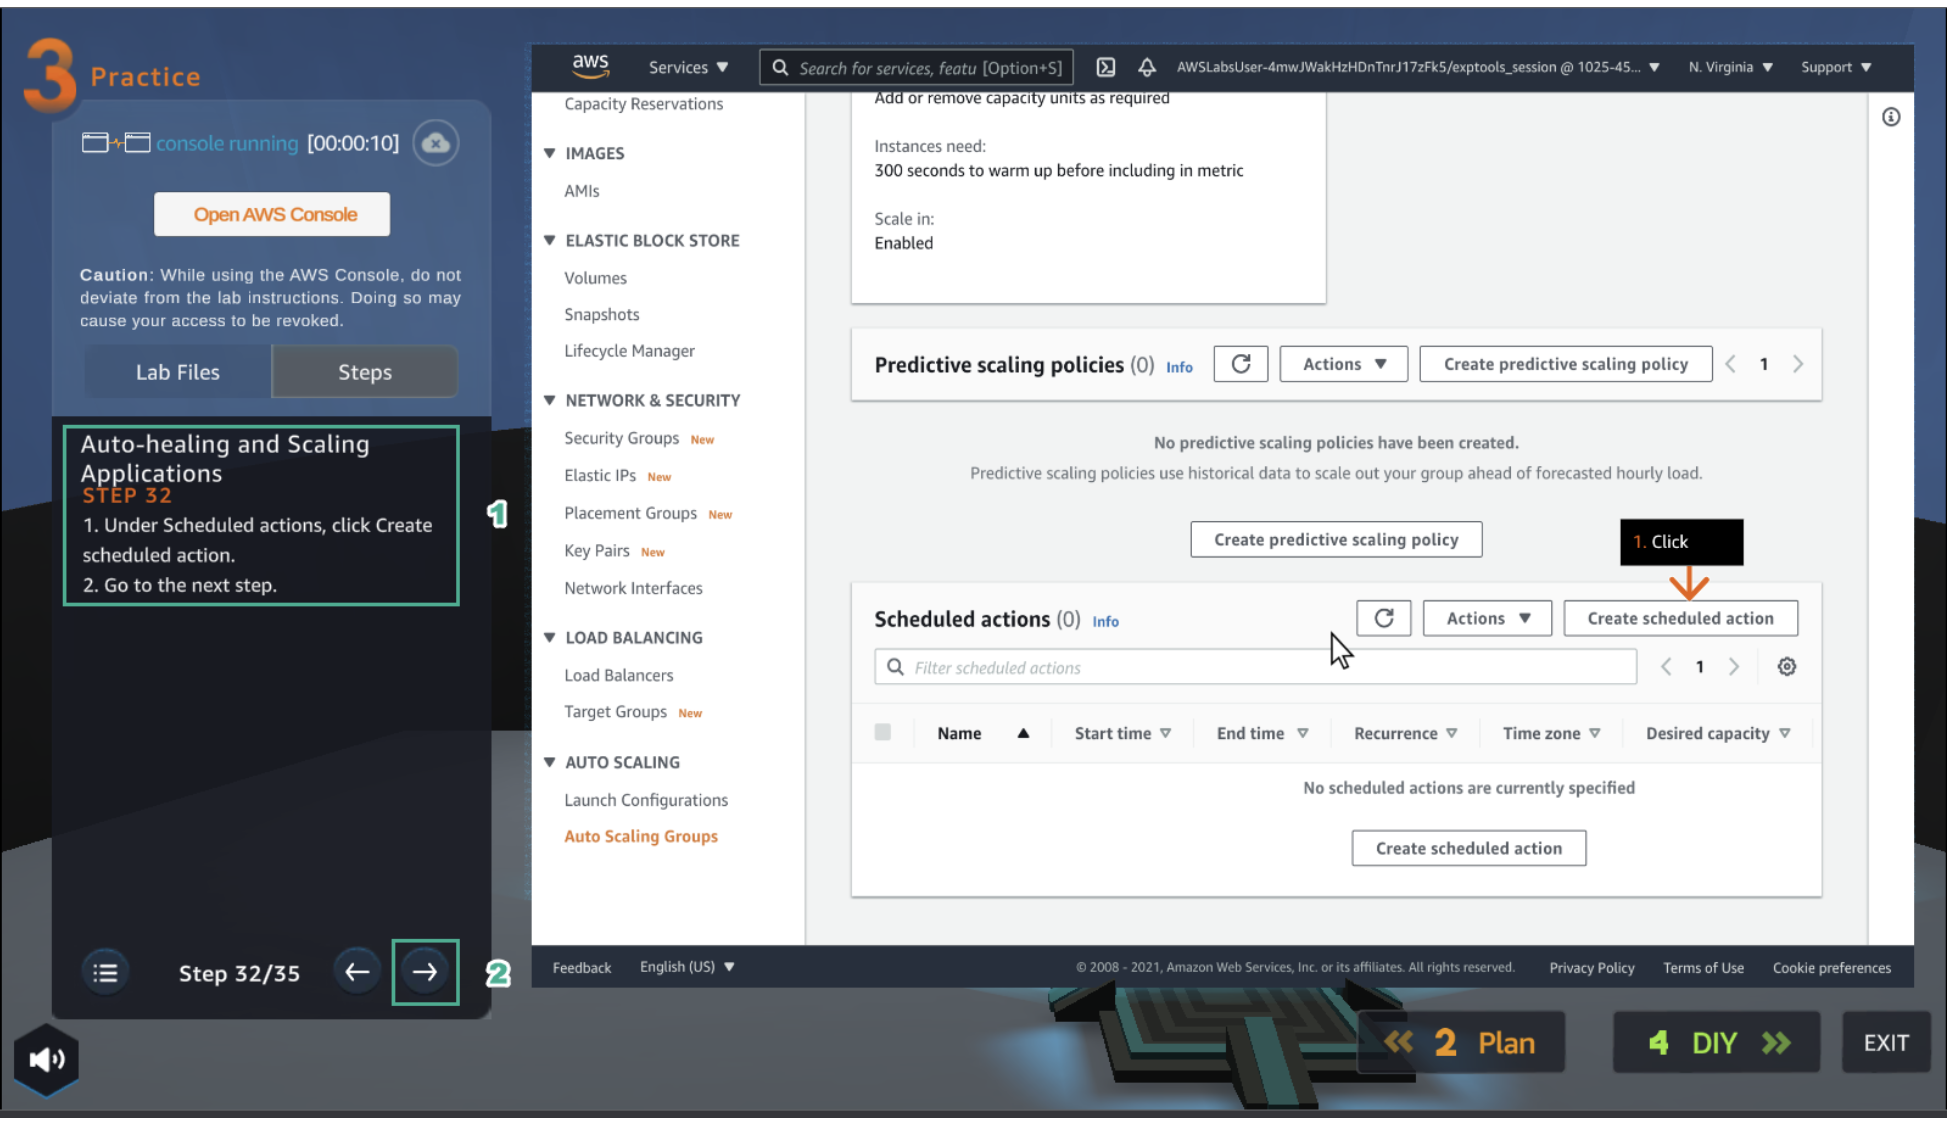 3 Practice
console running [00:00:10]
Open AWS Console
Caution: While using the AWS Console, do not
deviate from the lab instructions. Doing so may
cause your access to be revoked.
Lab Files
Steps
Auto-healing and Scaling
Applications
STEP 32
1. Under Scheduled actions, click Create
scheduled action.
2. Go to the next step.
1
Step 32/35
2
aws
Services
Search for services, featu [Option+S]
AWSLabsUser-4mwJWakHzHDnTnrJ17zFk5/exptools_session @ 1025-45...
N. Virginia
Support
Capacity Reservations
IMAGES
AMIs
ELASTIC BLOCK STORE
Volumes
Snapshots
Lifecycle Manager
NETWORK & SECURITY
Security Groups New
Elastic IPs New
Placement Groups New
Key Pairs New
Network Interfaces
LOAD BALANCING
Load Balancers
Target Groups New
AUTO SCALING
Launch Configurations
Auto Scaling Groups
Add or remove capacity units as required
Instances need:
300 seconds to warm up before including in metric
Scale in:
Enabled
Predictive scaling policies (0) Info
Actions
Create predictive scaling policy
1
No predictive scaling policies have been created.
Predictive scaling policies use historical data to scale out your group ahead of forecasted hourly load.
Create predictive scaling policy
1. Click
Scheduled actions (0) Info
Actions
Create scheduled action
Filter scheduled actions
1
Name
Start time
End time
Recurrence
Time zone
Desired capacity
No scheduled actions are currently specified
Create scheduled action
Feedback
English (US)
© 2008 - 2021, Amazon Web Services, Inc. or its affiliates. All rights reserved.
Privacy Policy
Terms of Use
Cookie preferences
2 Plan
4 DIY
EXIT